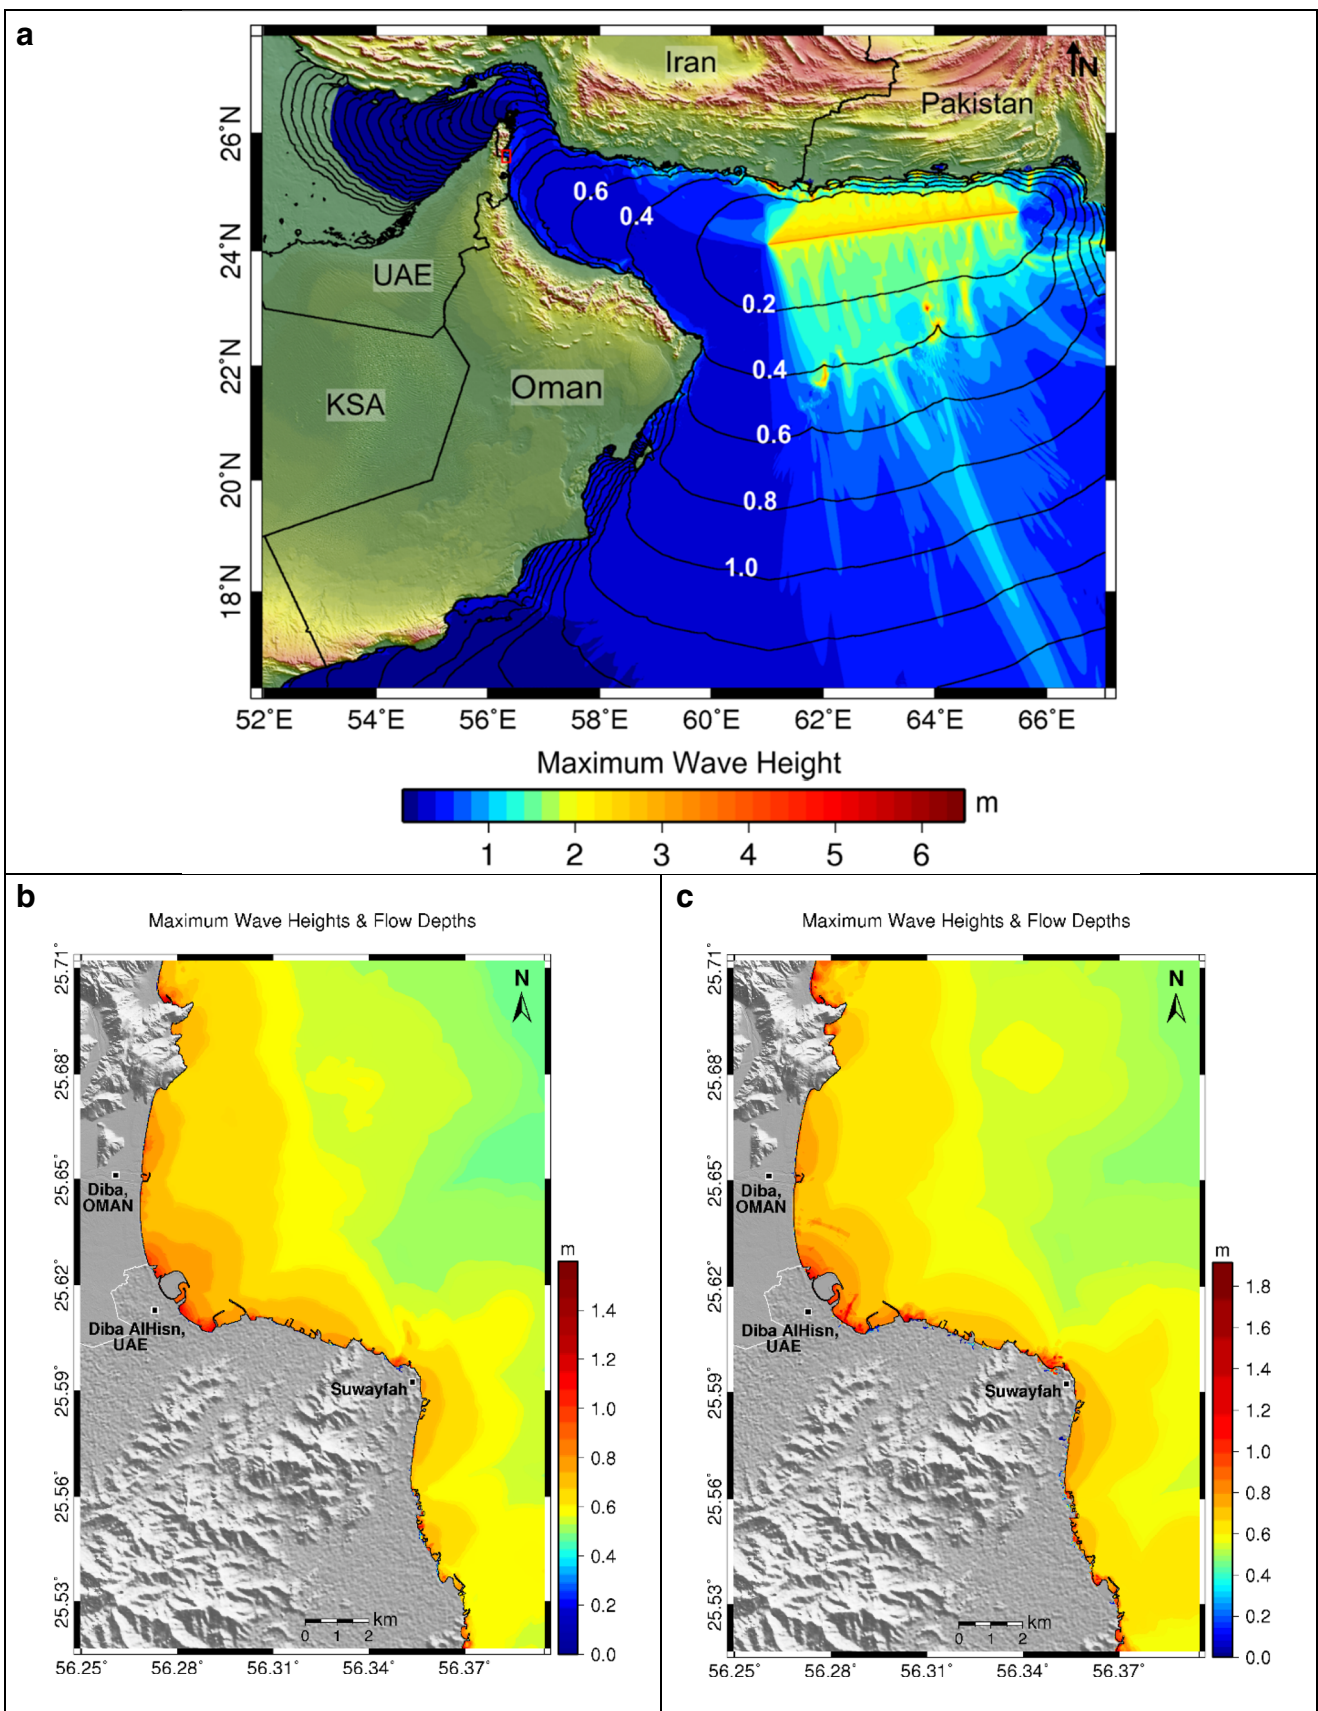 a
Iran
N
Pakistan
26°N
24°N
22°N
20°N
18°N
0.6
0.4
UAE
0.2
0.4
KSA
Oman
0.6
0.8
1.0
52°E 54°E 56°E 58°E 60°E 62°E 64°E 66°E
Maximum Wave Height
m
1 2 3 4 5 6
b
Maximum Wave Heights & Flow Depths
25.71°
N
25.68°
25.65°
Diba,
OMAN
25.62°
m
Diba AlHisn,
UAE
1.4
1.2
25.59°
Suwayfah
1.0
0.8
25.56°
0.6
0.4
25.53°
km
0 1 2
0.2
0.0
56.25° 56.28° 56.31° 56.34° 56.37°
c
Maximum Wave Heights & Flow Depths
25.71°
N
25.68°
25.65°
Diba,
OMAN
25.62°
m
1.8
Diba AlHisn,
UAE
1.6
1.4
25.59°
Suwayfah
1.2
1.0
25.56°
0.8
0.6
0.4
25.53°
km
0 1 2
0.2
0.0
56.25° 56.28° 56.31° 56.34° 56.37°